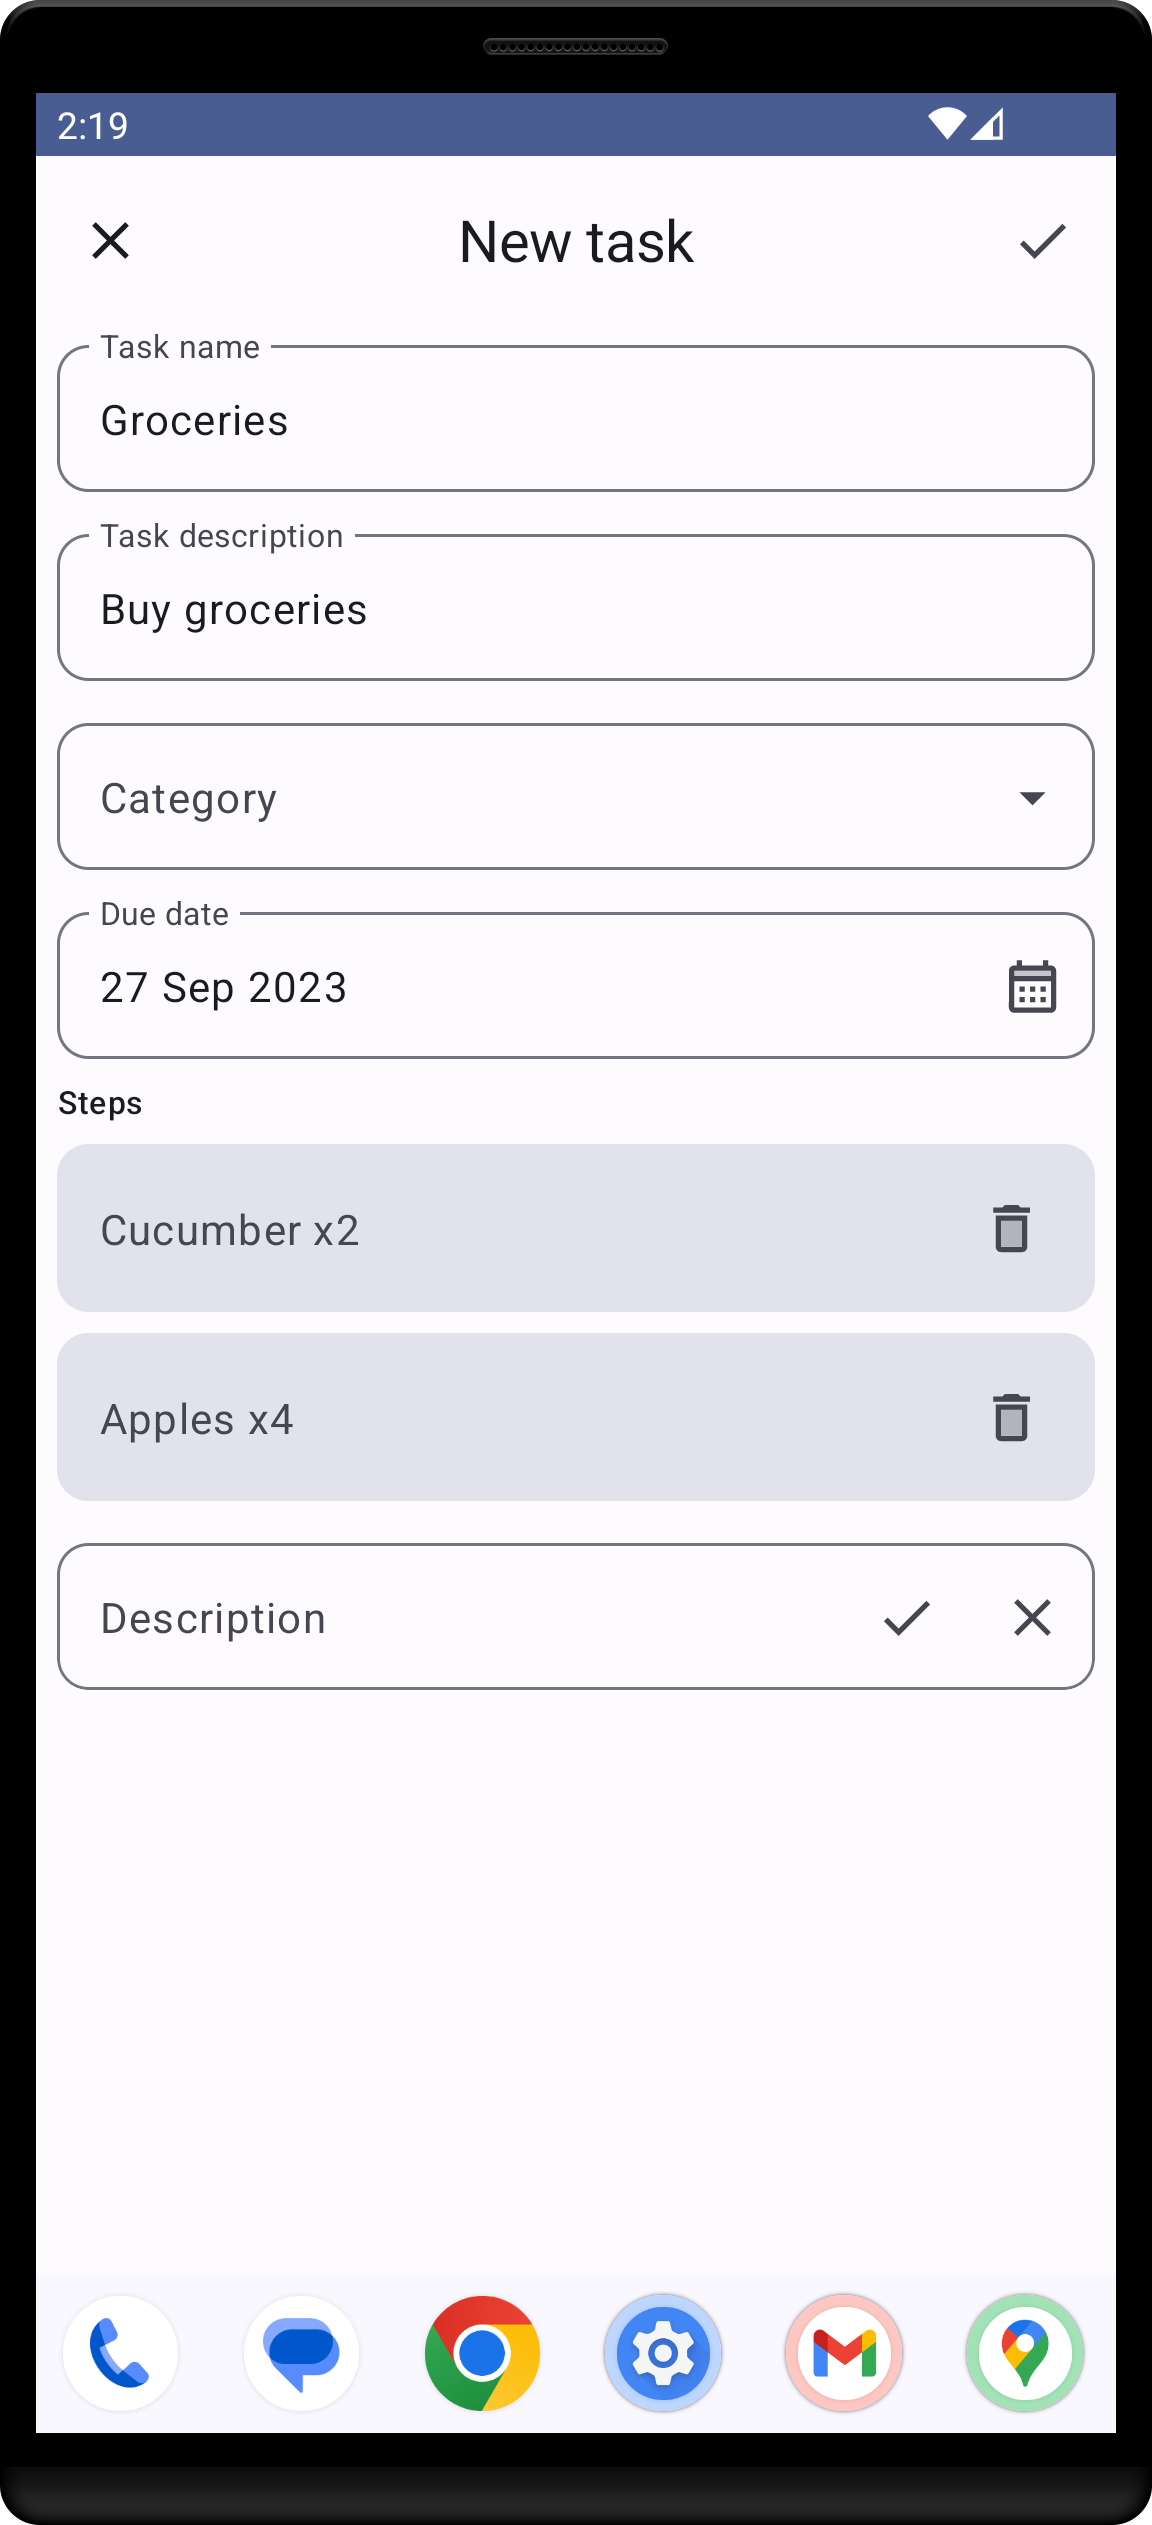 2:19
New task
Task name
Groceries
Task description
Buy groceries
Category
Due date
27 Sep 2023
Steps
Cucumber x2
Apples x4
Description